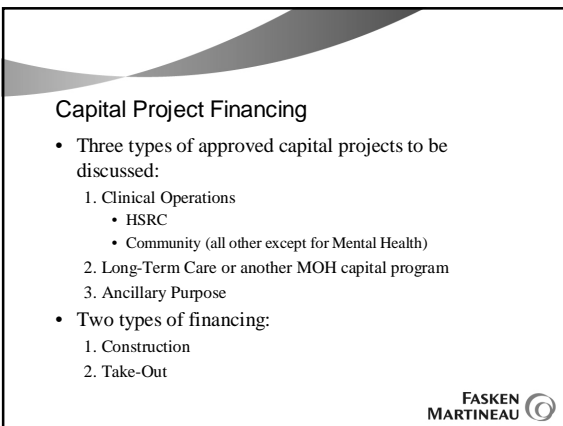 Capital Project Financing
• Three types of approved capital projects to be
discussed:
1. Clinical Operations
• HSRC
• Community (all other except for Mental Health)
2. Long-Term Care or another MOH capital program
3. Ancillary Purpose
• Two types of financing:
1. Construction
2. Take-Out
FASKEN
MARTINEAU